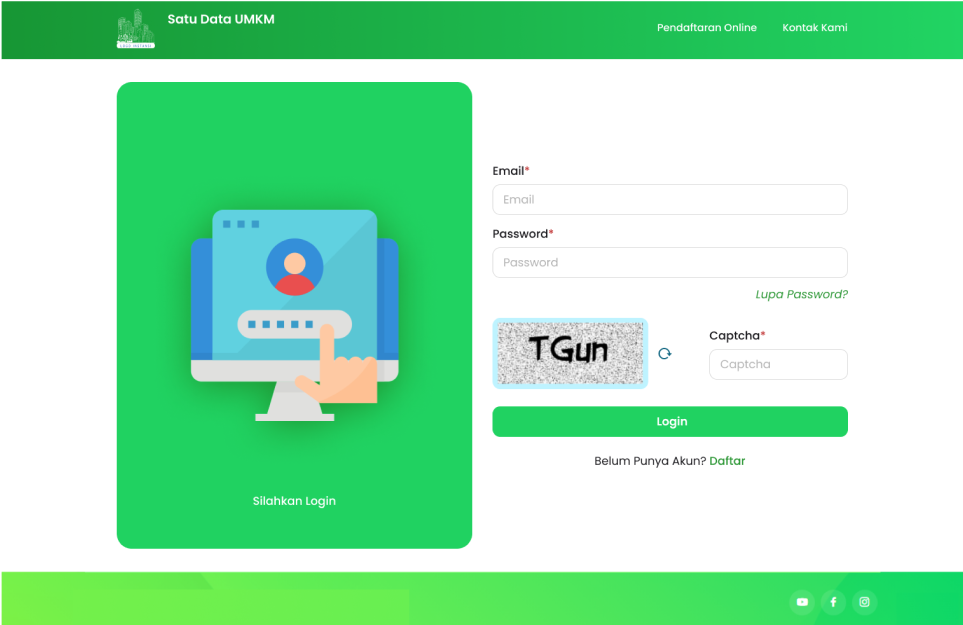 Satu Data UMKM
Pendaftaran Online
Kontak Kami
Email*
Email
Password*
Password
Lupa Password?
TGun
Captcha*
Captcha
Login
Belum Punya Akun? Daftar
Silahkan Login